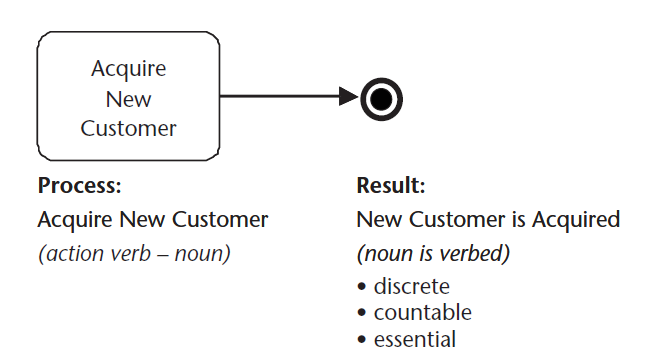 Acquire
New
Customer
Process:
Acquire New Customer
(action verb – noun)
Result:
New Customer is Acquired
(noun is verbed)
• discrete
• countable
• essential